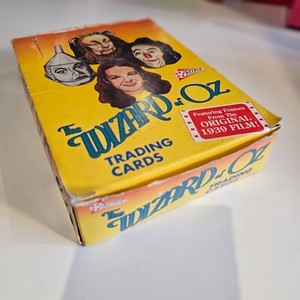 Pacific
The
WIZARD of OZ
TRADING
CARDS
Featuring Frames
From The
ORIGINAL
1939 FILM!
The
WIZARD of OZ
TRADING
CARDS